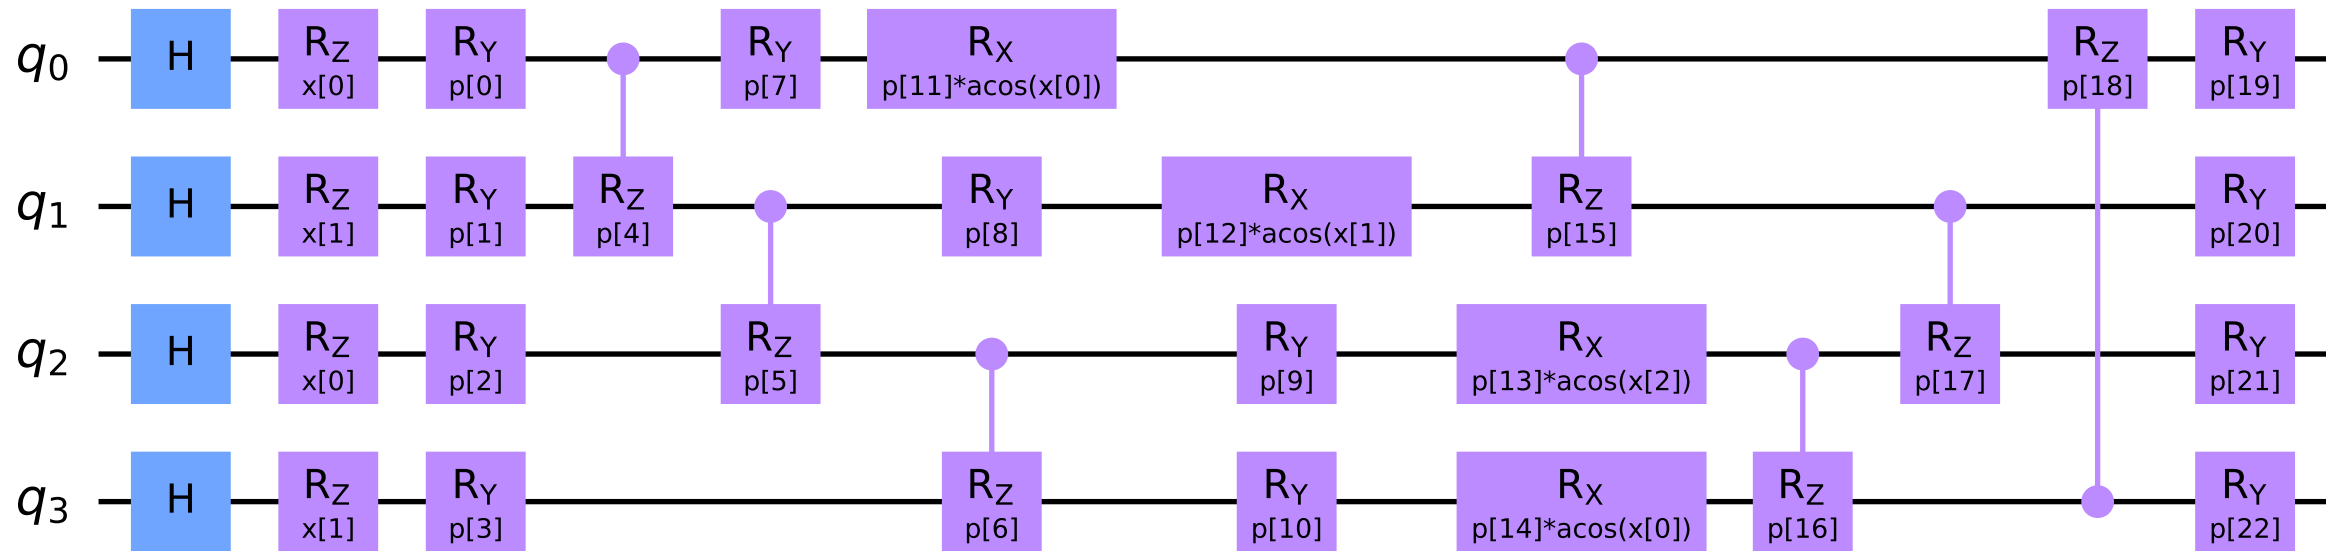 q0 H RZ RY RY RX RZ RY
x[0] p[0] p[7] p[11]*acos(x[0]) p[18] p[19]
q1 H RZ RY RZ RY RX RZ RY
x[1] p[1] p[4] p[8] p[12]*acos(x[1]) p[15] p[20]
q2 H RZ RY RZ RY RX RZ RY
x[0] p[2] p[5] p[9] p[13]*acos(x[2]) p[17] p[21]
q3 H RZ RY RZ RY RX RZ RY
x[1] p[3] p[6] p[10] p[14]*acos(x[0]) p[16] p[22]